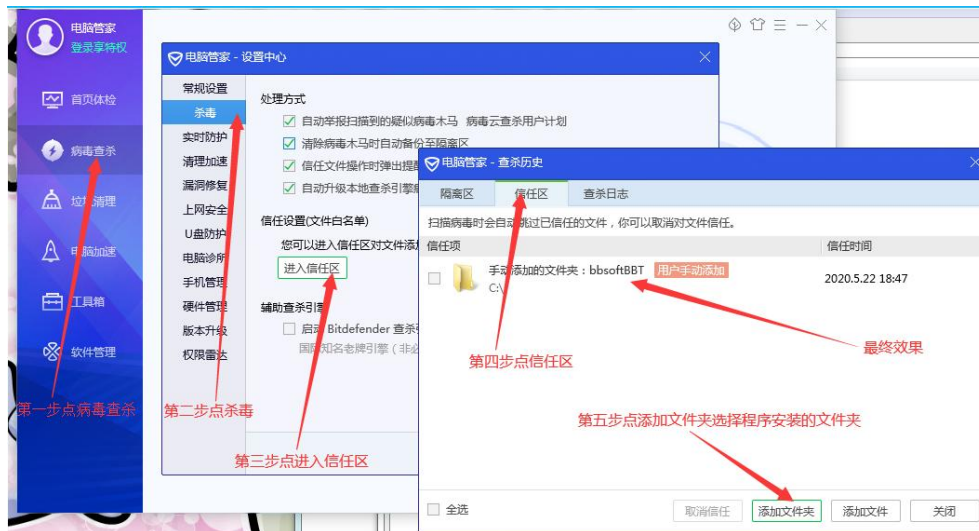 电脑管家
登录享特权
首页体检
病毒查杀
垃圾清理
电脑加速
工具箱
软件管理
第一步点病毒查杀
电脑管家 - 设置中心
常规设置
杀毒
实时防护
清理加速
漏洞修复
上网安全
U盘防护
电脑诊所
手机管理
硬件管理
版本升级
权限雷达
第二步点杀毒
处理方式
自动举报扫描到的疑似病毒木马 病毒云查杀用户计划
清除病毒木马时自动备份至隔离区
信任文件操作时弹出提醒
自动升级本地查杀引擎
信任设置(文件白名单)
您可以进入信任区对文件添加
进入信任区
辅助查杀引擎
启动 Bitdefender 查杀引
国际知名老牌引擎（非必
第三步点进入信任区
电脑管家 - 查杀历史
隔离区 信任区 查杀日志
扫描病毒时会自动跳过已信任的文件，你可以取消对文件信任。
信任项 信任时间
手动添加的文件夹：bbsoftBBT 用户手动添加
C:\
2020.5.22 18:47
最终效果
第四步点信任区
第五步点添加文件夹选择程序安装的文件夹
全选 取消信任 添加文件夹 添加文件 关闭